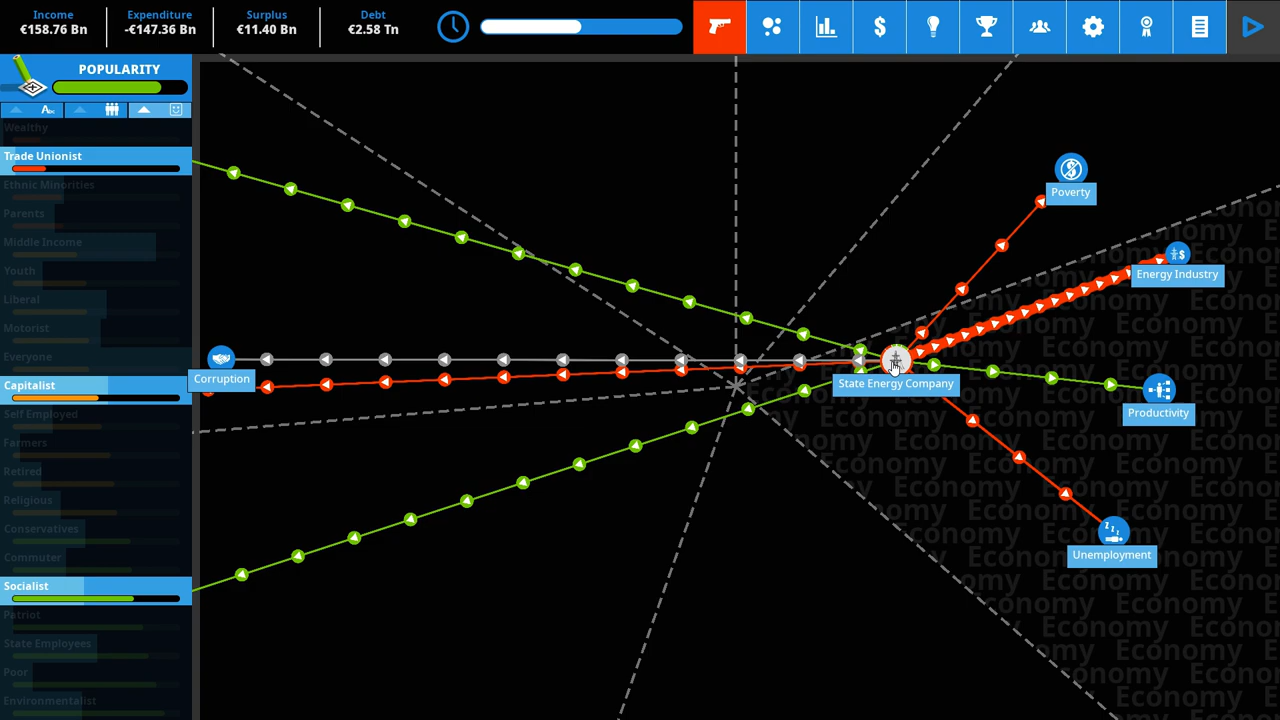 Income Expenditure Surplus Debt
€158.76 Bn -€147.36 Bn €11.40 Bn €2.58 Tn
POPULARITY
Wealthy
Trade Unionist
Ethnic Minorities
Parents
Middle Income
Youth
Liberal
Motorist
Everyone
Capitalist
Self Employed
Farmers
Retired
Religious
Conservatives
Commuter
Socialist
Patriot
State Employees
Poor
Environmentalist
Poverty
Energy Industry
Corruption
State Energy Company
Productivity
Unemployment
Economy